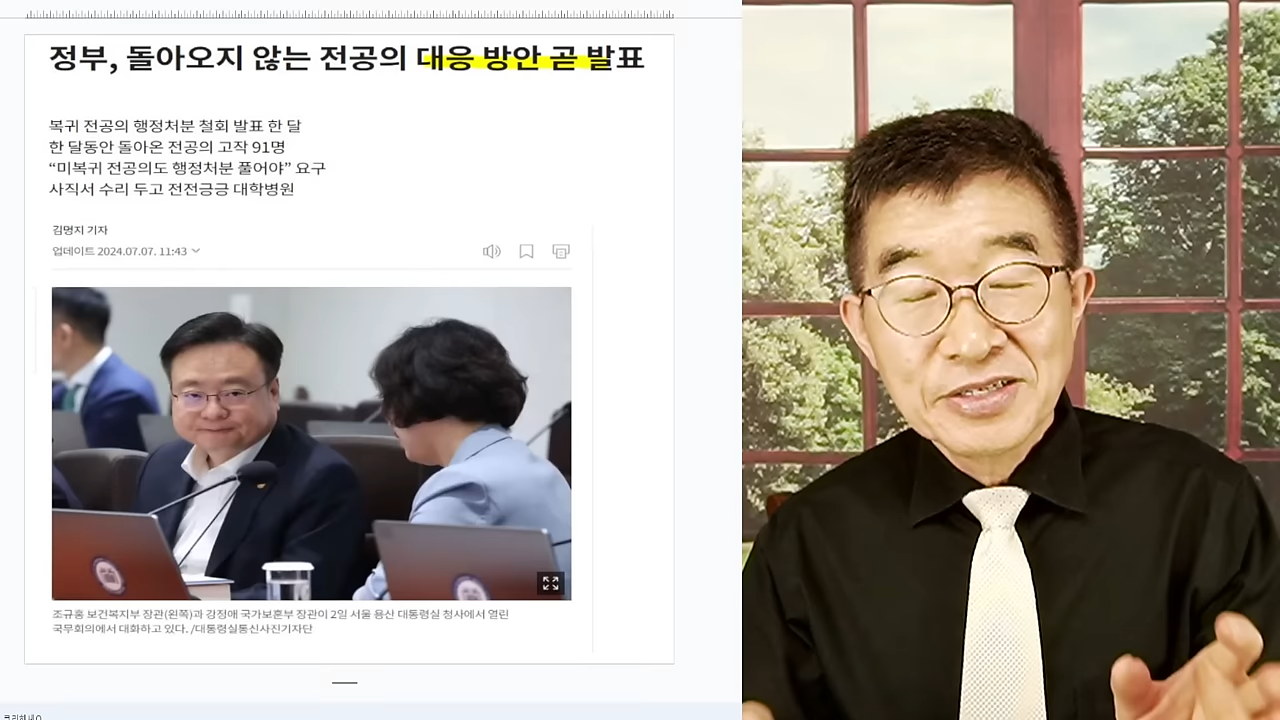 정부, 돌아오지 않는 전공의 대응 방안 곧 발표
복귀 전공의 행정처분 철회 발표 한 달
한 달동안 돌아온 전공의 고작 91명
“미복귀 전공의도 행정처분 풀어야” 요구
사직서 수리 두고 전전긍긍 대학병원
김명지 기자
업데이트 2024.07.07. 11:43
조규홍 보건복지부 장관(왼쪽)과 강정애 국가보훈부 장관이 2일 서울 용산 대통령실 청사에서 열린
국무회의에서 대화하고 있다. /대통령실통신사진기자단